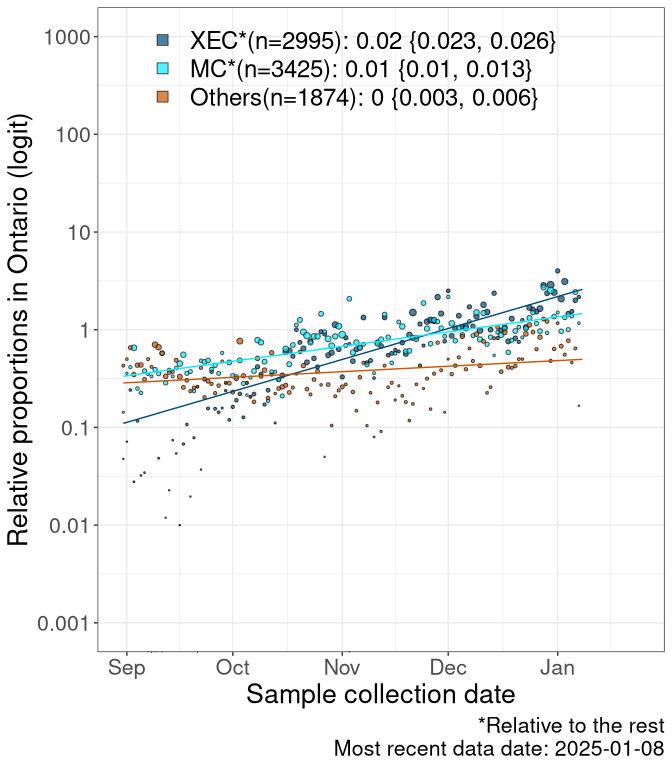 XEC*(n=2995): 0.02 {0.023, 0.026}
MC*(n=3425): 0.01 {0.01, 0.013}
Others(n=1874): 0 {0.003, 0.006}
Relative proportions in Ontario (logit)
1000
100
10
1
0.1
0.01
0.001
Sep Oct Nov Dec Jan
Sample collection date
*Relative to the rest
Most recent data date: 2025-01-08